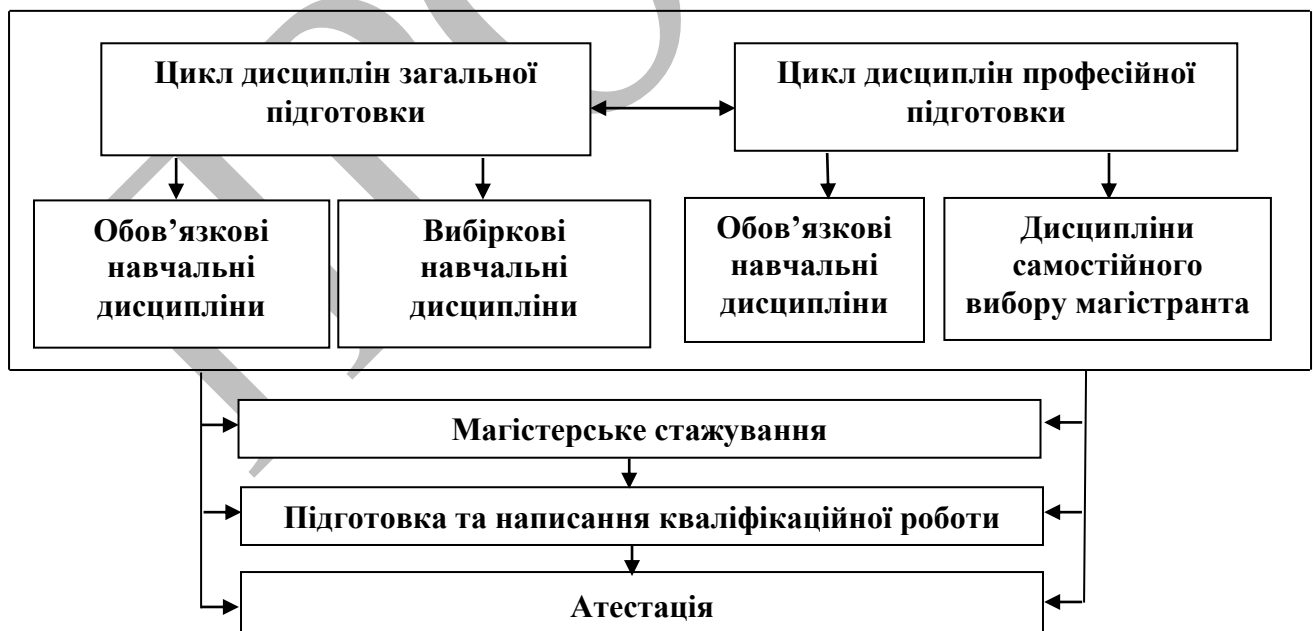 Цикл дисциплін загальної
підготовки
Цикл дисциплін професійної
підготовки
Обов’язкові
навчальні
дисципліни
Вибіркові
навчальні
дисципліни
Обов’язкові
навчальні
дисципліни
Дисципліни
самостійного
вибору магістранта
Магістерське стажування
Підготовка та написання кваліфікаційної роботи
Атестація